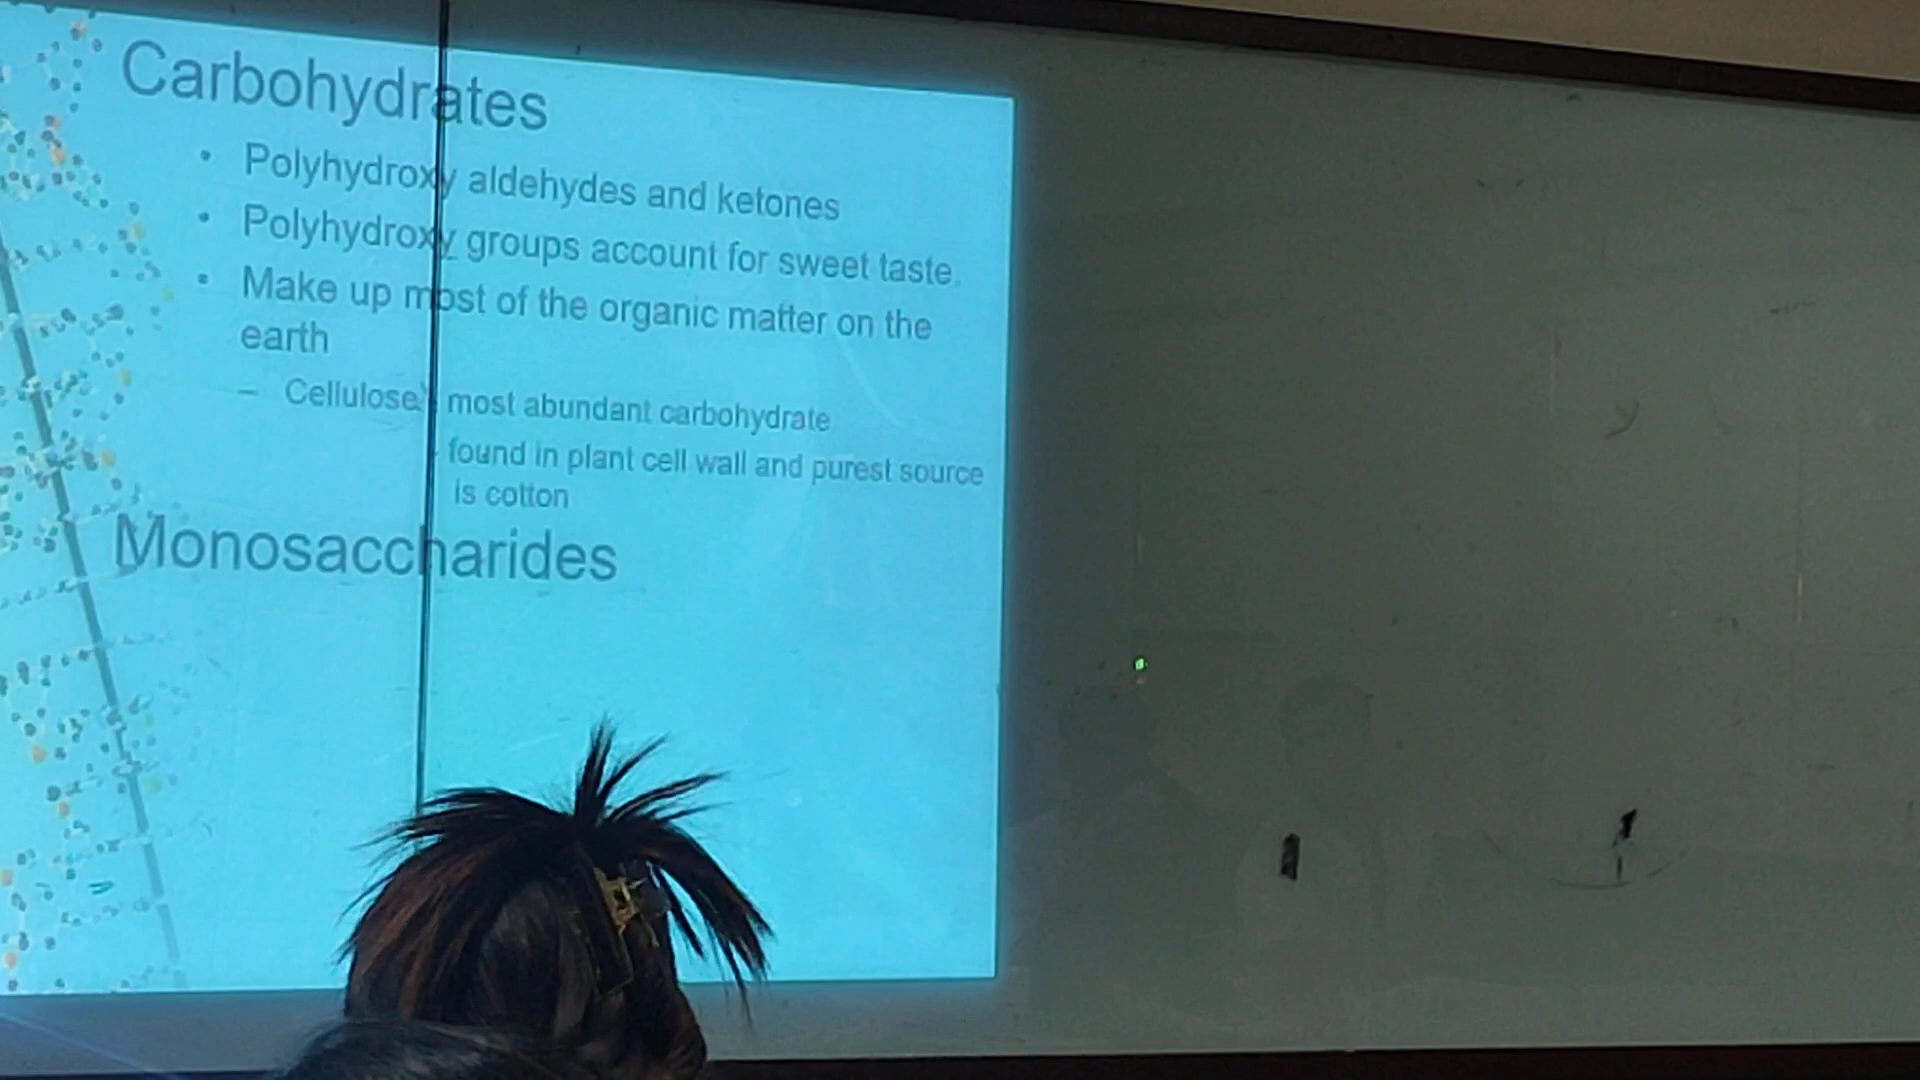 Carbohydrates
• Polyhydroxy aldehydes and ketones
• Polyhydroxy groups account for sweet taste.
• Make up most of the organic matter on the
earth
– Cellulose: most abundant carbohydrate
found in plant cell wall and purest source
is cotton
Monosaccharides